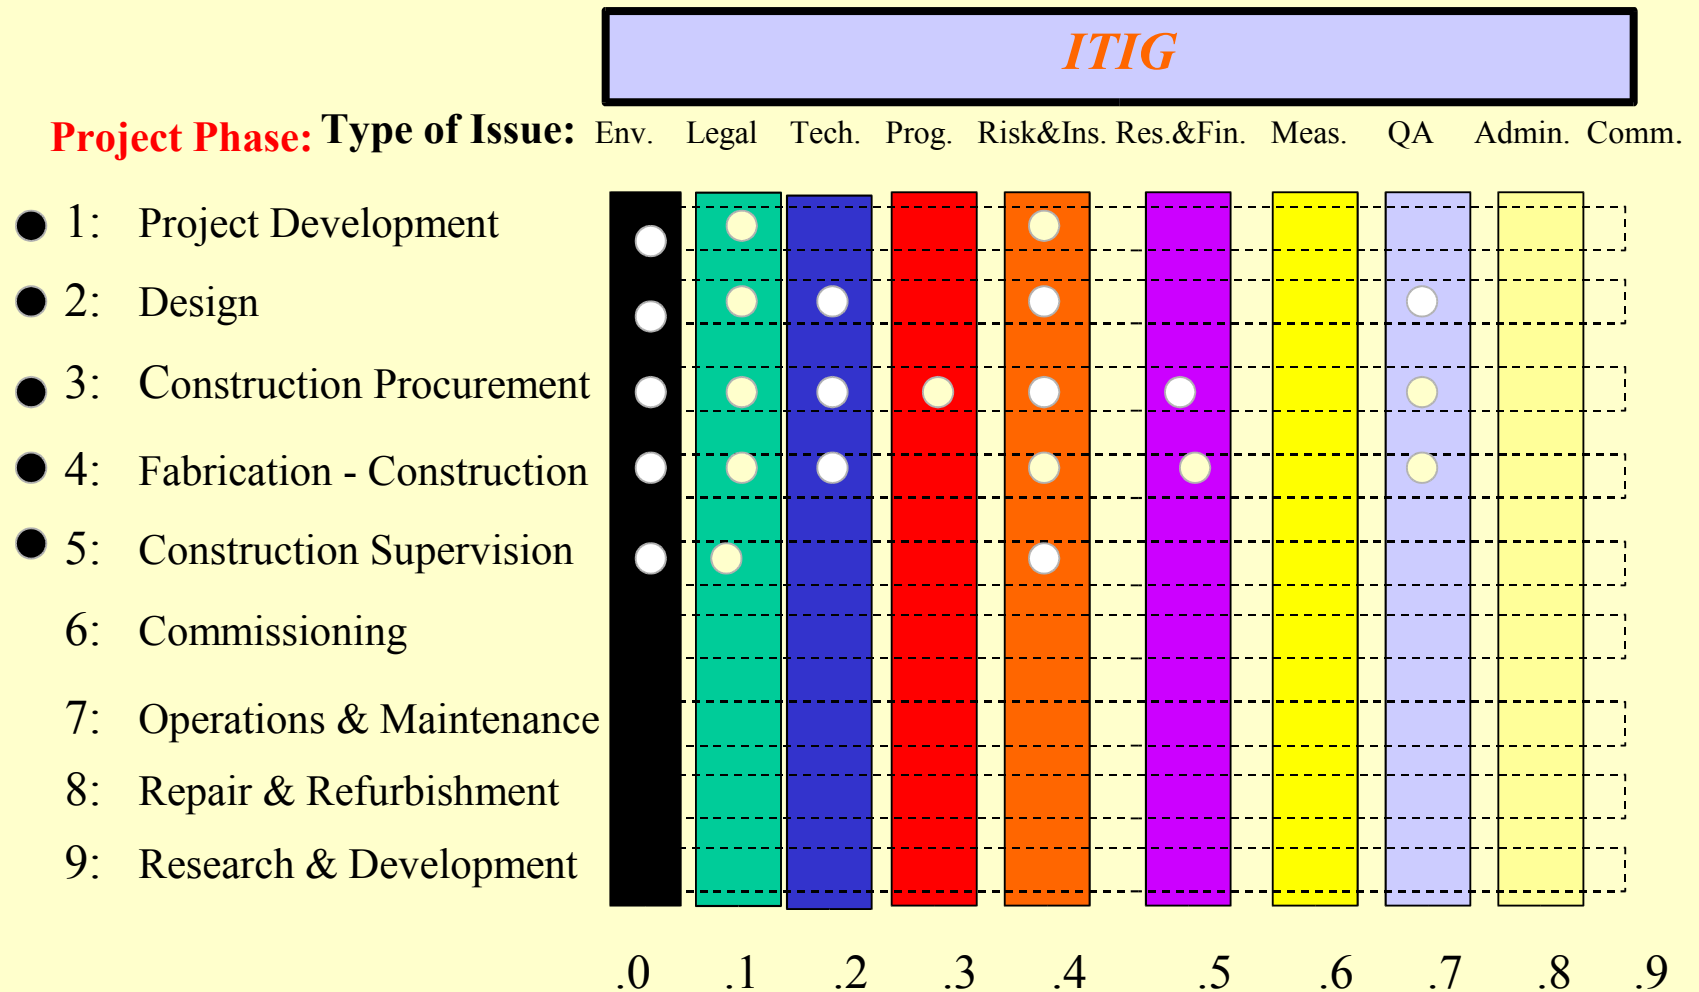 ITIG
Project Phase: Type of Issue: Env. Legal Tech. Prog. Risk&Ins. Res.&Fin. Meas. QA Admin. Comm.
1: Project Development
2: Design
3: Construction Procurement
4: Fabrication - Construction
5: Construction Supervision
6: Commissioning
7: Operations & Maintenance
8: Repair & Refurbishment
9: Research & Development
.0 .1 .2 .3 .4 .5 .6 .7 .8 .9